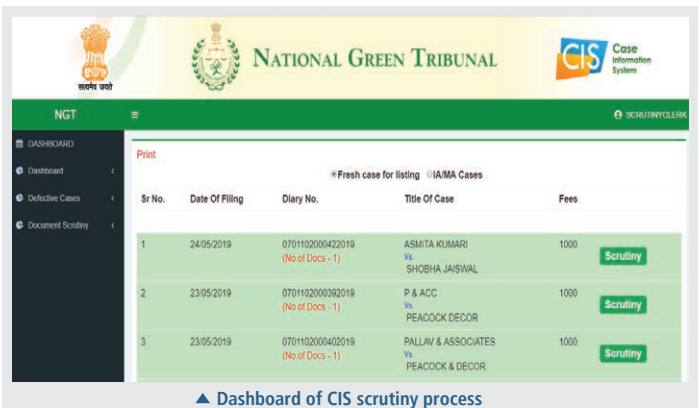 सत्यमेव जयते
NATIONAL GREEN TRIBUNAL
CIS Case Information System
NGT
SCRUTINYCLERK
DASHBOARD
Dashboard
Defective Cases
Document Scrutiny
Print
Fresh case for listing IA/MA Cases
Sr No. Date Of Filing Diary No. Title Of Case Fees
1 24/05/2019 0701102000422019 ASMITA KUMARI 1000
(No.of Docs - 1) Vs. Scrutiny
SHOBHA JAISWAL
2 23/05/2019 0701102000392019 P & ACC 1000
(No.of Docs - 1) Vs. Scrutiny
PEACOCK DECOR
3 23/05/2019 0701102000402019 PALLAV & ASSOCIATES 1000
(No.of Docs - 1) Vs. Scrutiny
PEACOCK & DECOR
▲ Dashboard of CIS scrutiny process